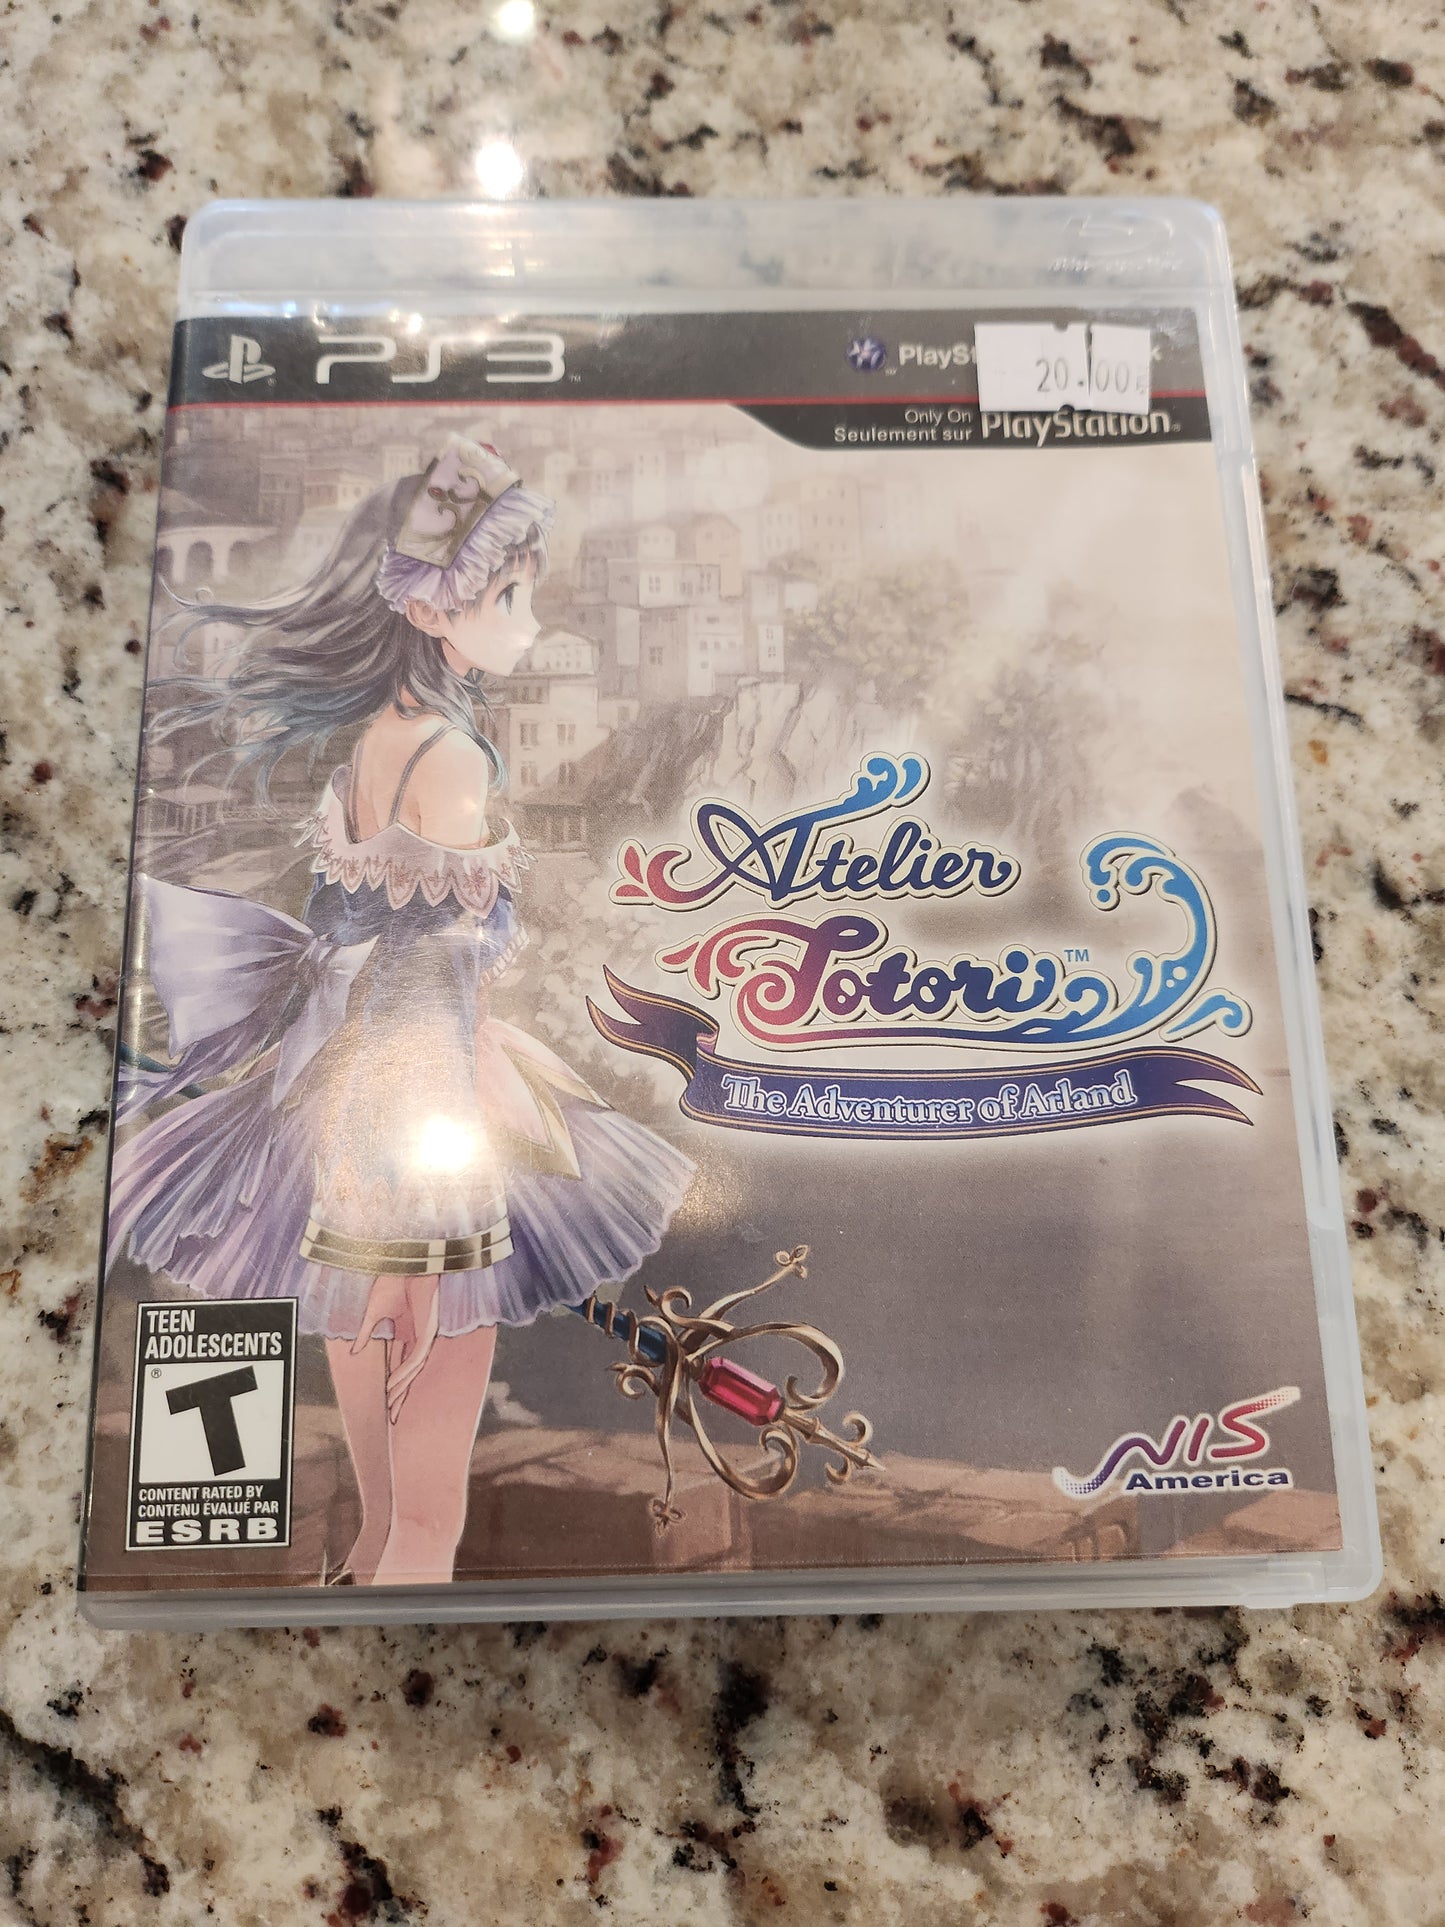 PS3
PlaySt k
20.00
Only On
Seulement sur PlayStation®
Atelier
Totori™
The Adventurer of Arland
TEEN
ADOLESCENTS
T
®
CONTENT RATED BY
CONTENU ÉVALUÉ PAR
ESRB
NIS
America